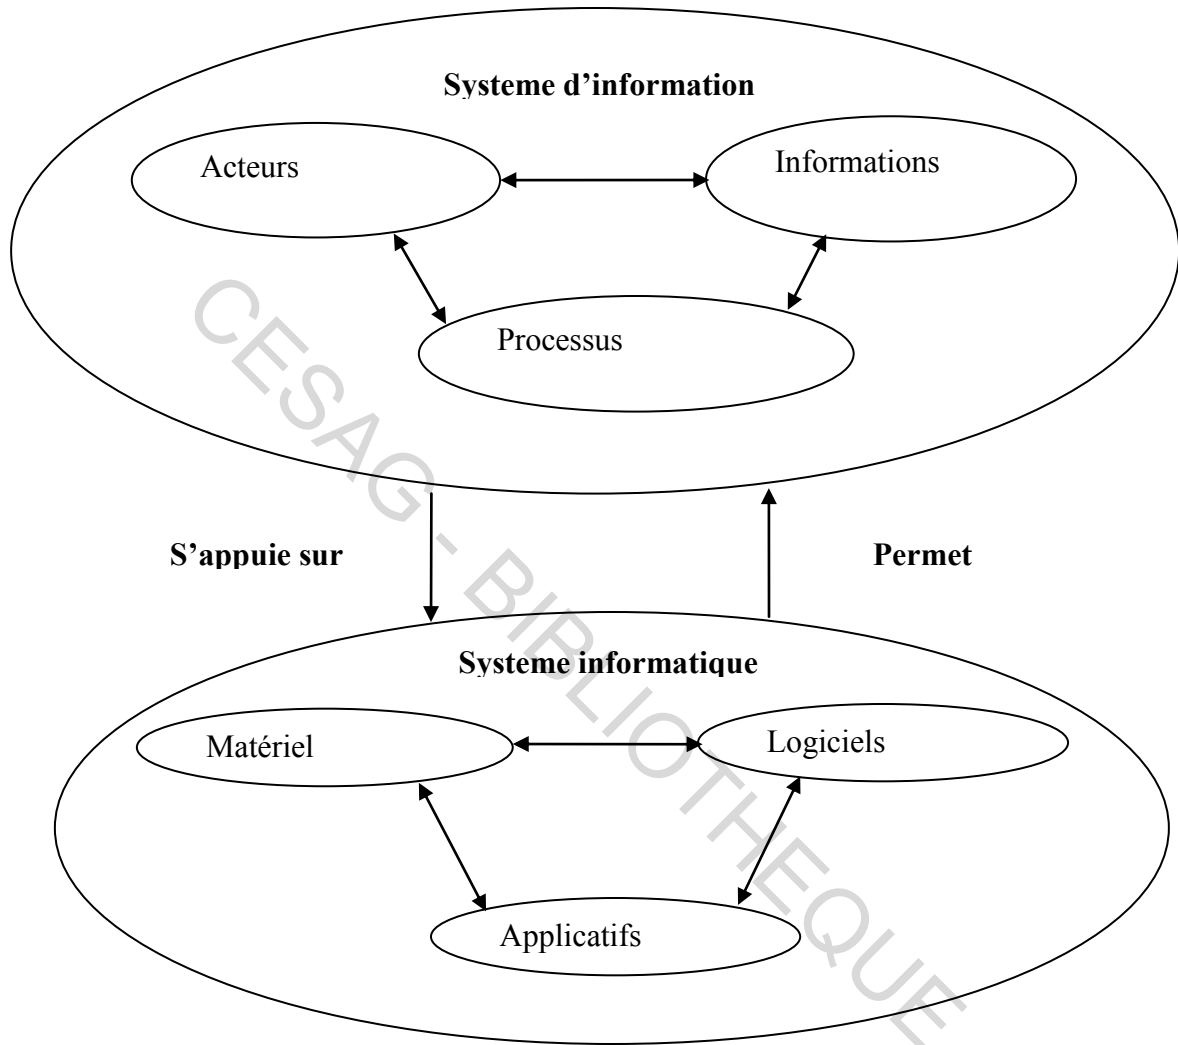 Systeme d'information
Acteurs
Informations
Processus
S'appuie sur
Permet
Systeme informatique
Matériel
Logiciels
Applicatifs
CESAG - BIBLIOTHEQUE